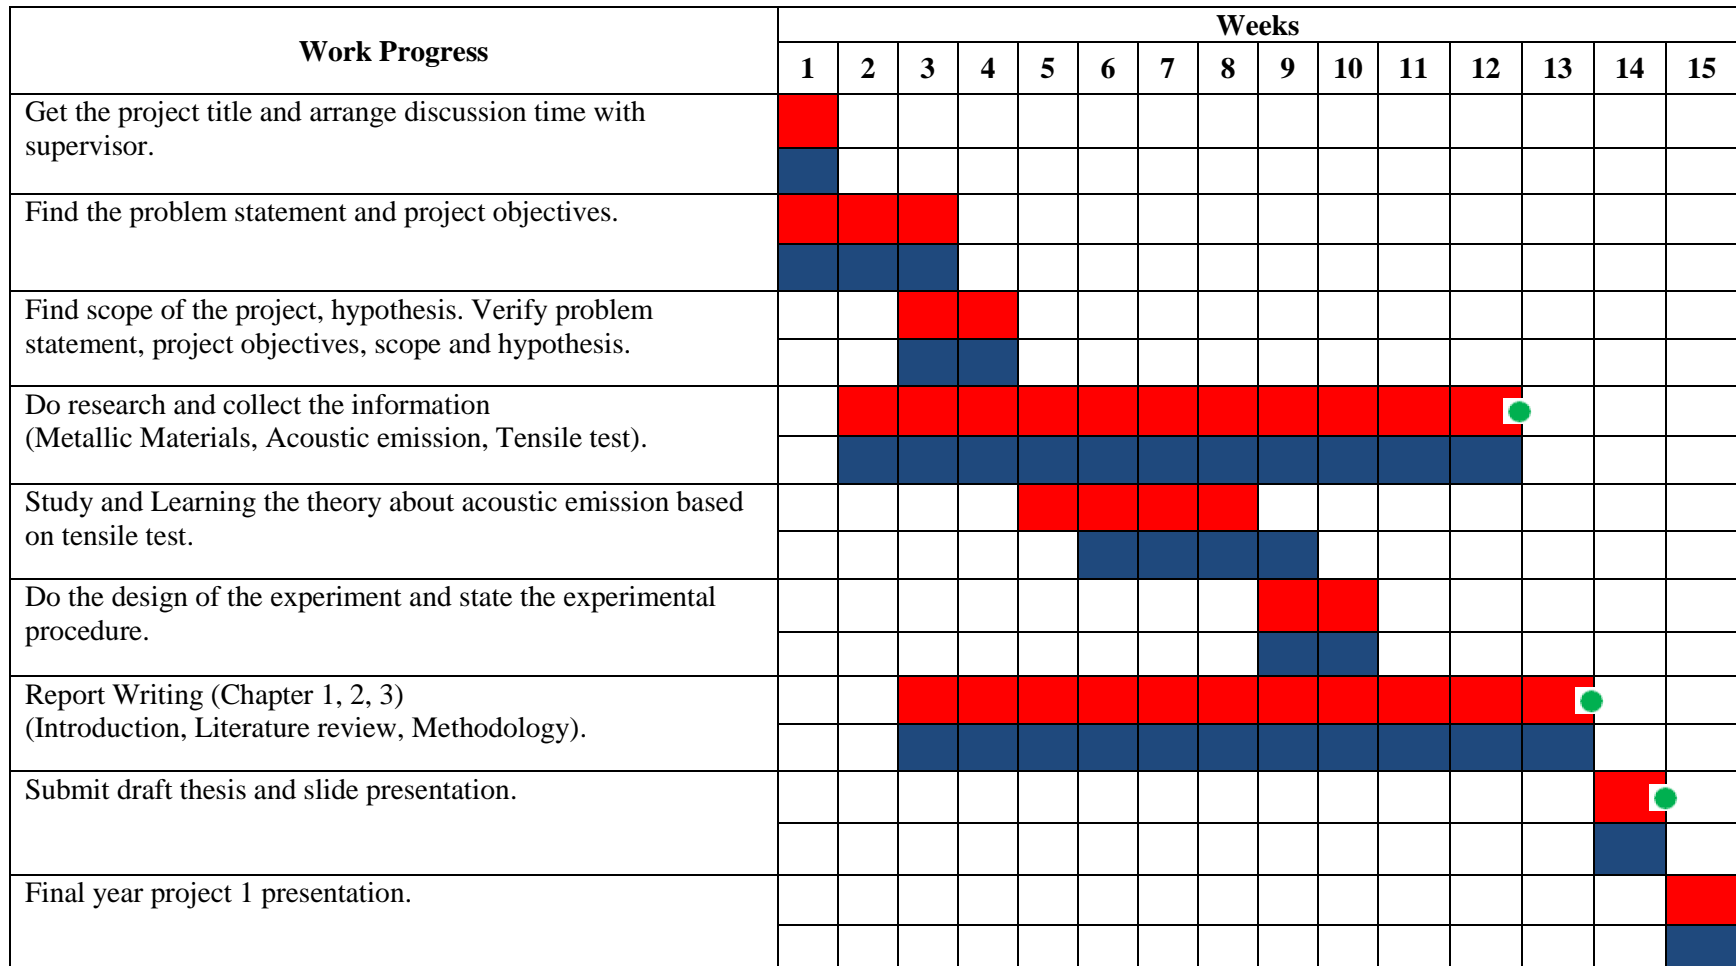 Work Progress
Weeks
1 2 3 4 5 6 7 8 9 10 11 12 13 14 15
Get the project title and arrange discussion time with
supervisor.
Find the problem statement and project objectives.
Find scope of the project, hypothesis. Verify problem
statement, project objectives, scope and hypothesis.
Do research and collect the information
(Metallic Materials, Acoustic emission, Tensile test).
Study and Learning the theory about acoustic emission based
on tensile test.
Do the design of the experiment and state the experimental
procedure.
Report Writing (Chapter 1, 2, 3)
(Introduction, Literature review, Methodology).
Submit draft thesis and slide presentation.
Final year project 1 presentation.